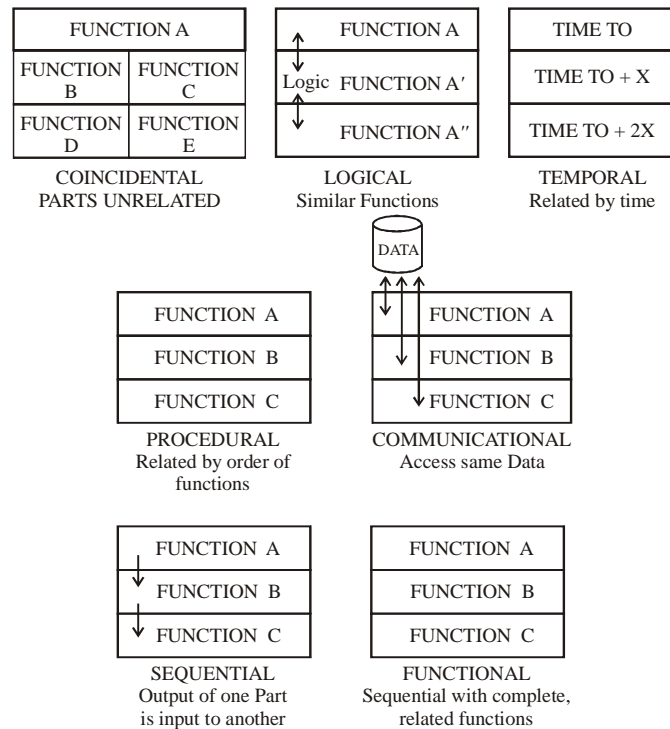 FUNCTION A
FUNCTION
B
FUNCTION
C
FUNCTION
D
FUNCTION
E
COINCIDENTAL
PARTS UNRELATED
FUNCTION A
Logic FUNCTION A′
FUNCTION A″
LOGICAL
Similar Functions
TIME TO
TIME TO + X
TIME TO + 2X
TEMPORAL
Related by time
FUNCTION A
FUNCTION B
FUNCTION C
PROCEDURAL
Related by order of
functions
DATA
FUNCTION A
FUNCTION B
FUNCTION C
COMMUNICATIONAL
Access same Data
FUNCTION A
FUNCTION B
FUNCTION C
SEQUENTIAL
Output of one Part
is input to another
FUNCTION A
FUNCTION B
FUNCTION C
FUNCTIONAL
Sequential with complete,
related functions